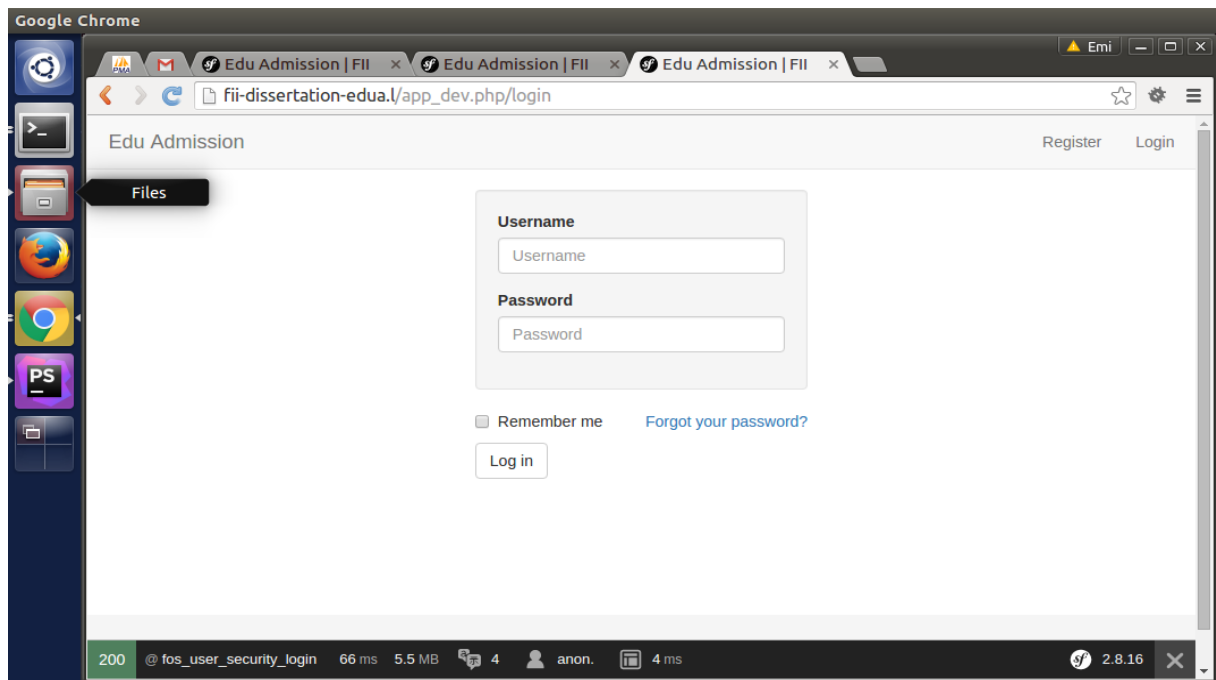 Google Chrome
Emi
PMA
Edu Admission | FII
Edu Admission | FII
Edu Admission | FII
fii-dissertation-edua.l/app_dev.php/login
Edu Admission
Register
Login
Files
Username
Username
Password
Password
PS
Remember me
Forgot your password?
Log in
200 @ fos_user_security_login 66 ms 5.5 MB 4 anon. 4 ms sf 2.8.16